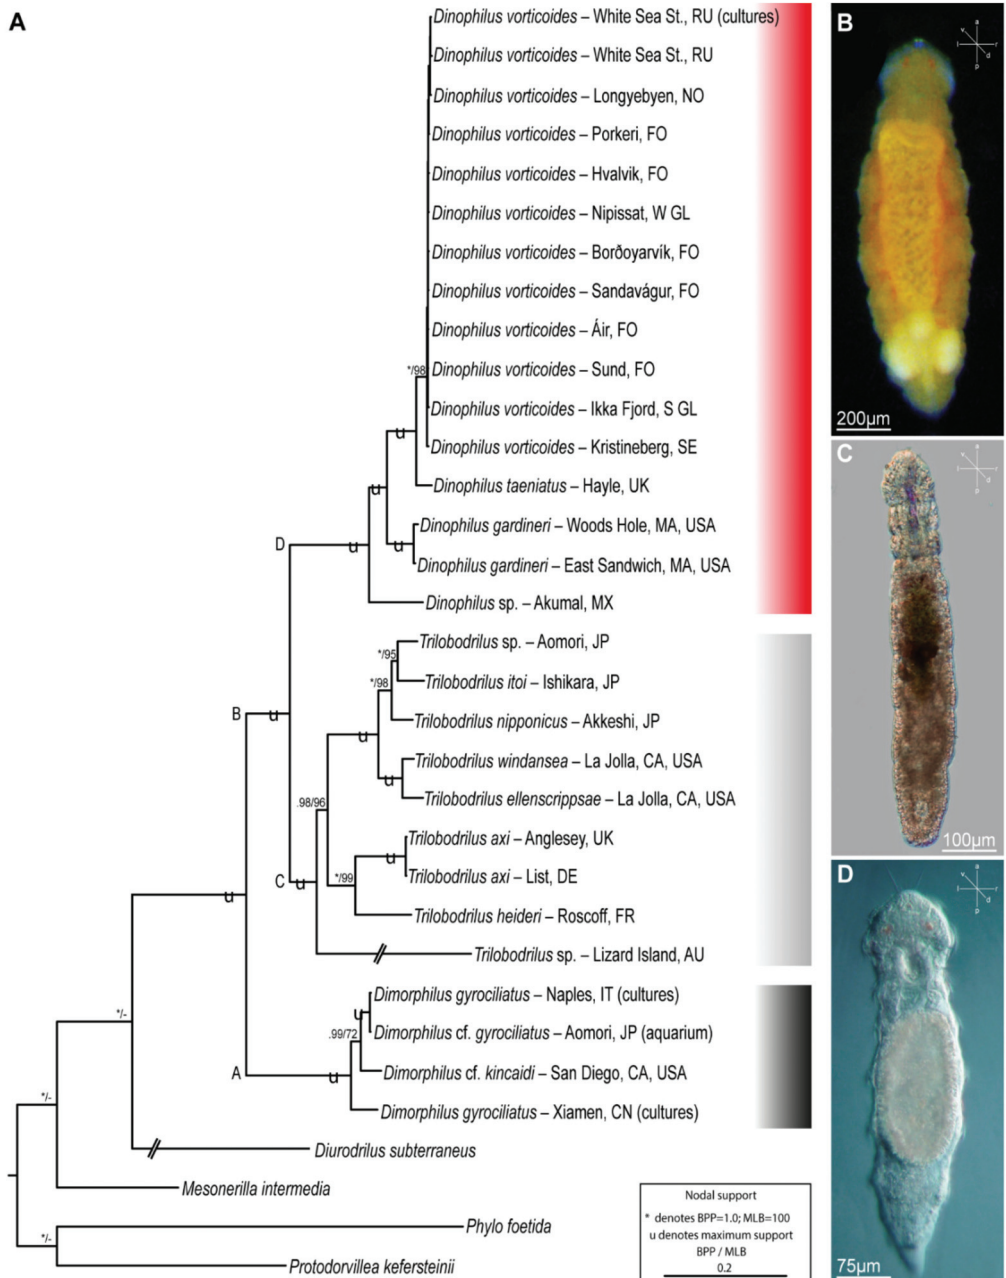 A
Dinophilus vorticoides – White Sea St., RU (cultures)
Dinophilus vorticoides – White Sea St., RU
Dinophilus vorticoides – Longyebyen, NO
Dinophilus vorticoides – Porkeri, FO
Dinophilus vorticoides – Hvalvik, FO
Dinophilus vorticoides – Nipissat, W GL
Dinophilus vorticoides – Borðoyarvík, FO
Dinophilus vorticoides – Sandavágur, FO
Dinophilus vorticoides – Áir, FO
*/98
Dinophilus vorticoides – Sund, FO
Dinophilus vorticoides – Ikka Fjord, S GL
u
Dinophilus vorticoides – Kristineberg, SE
u
Dinophilus taeniatus – Hayle, UK
Dinophilus gardineri – Woods Hole, MA, USA
D
u
u
Dinophilus gardineri – East Sandwich, MA, USA
Dinophilus sp. – Akumal, MX
Trilobodrilus sp. – Aomori, JP
*/95
*/98
Trilobodrilus itoi – Ishikara, JP
B
u
Trilobodrilus nipponicus – Akkeshi, JP
u
Trilobodrilus windansea – La Jolla, CA, USA
u
Trilobodrilus ellenscrippsae – La Jolla, CA, USA
.98/96
Trilobodrilus axi – Anglesey, UK
u
C
u
*/99
Trilobodrilus axi – List, DE
u
Trilobodrilus heideri – Roscoff, FR
Trilobodrilus sp. – Lizard Island, AU
Dimorphilus gyrociliatus – Naples, IT (cultures)
*/-
u
.99/72
Dimorphilus cf. gyrociliatus – Aomori, JP (aquarium)
A
u
Dimorphilus cf. kincaidi – San Diego, CA, USA
*/-
Dimorphilus gyrociliatus – Xiamen, CN (cultures)
Diurodrilus subterraneus
Mesonerilla intermedia
Phylo foetida
*/-
Protodorvillea kefersteinii
Nodal support
* denotes BPP=1.0; MLB=100
u denotes maximum support
BPP / MLB
0.2
B
a
v
l
r
d
p
200µm
C
a
v
l
r
d
p
100µm
D
a
v
l
r
d
p
75µm